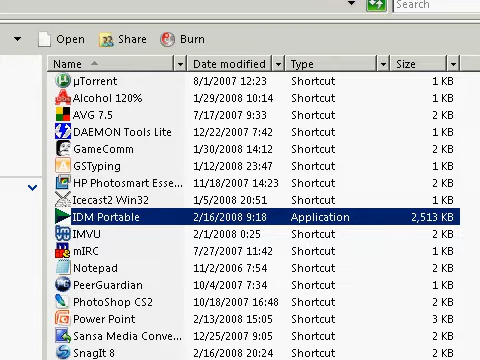 Search
Open Share Burn
Name Date modified Type Size
µTorrent 8/1/2007 12:23 Shortcut 1 KB
Alcohol 120% 1/29/2008 10:14 Shortcut 1 KB
AVG 7.5 7/17/2007 9:33 Shortcut 2 KB
DAEMON Tools Lite 12/22/2007 7:42 Shortcut 1 KB
GameComm 1/30/2008 14:12 Shortcut 2 KB
GSTyping 1/12/2008 23:47 Shortcut 1 KB
HP Photosmart Esse... 11/18/2007 14:23 Shortcut 2 KB
Icecast2 Win32 1/5/2008 20:51 Shortcut 1 KB
IDM Portable 2/16/2008 9:18 Application 2,513 KB
IMVU 2/1/2008 0:25 Shortcut 2 KB
mIRC 7/27/2007 11:42 Shortcut 1 KB
Notepad 11/2/2006 7:54 Shortcut 2 KB
PeerGuardian 10/4/2007 7:34 Shortcut 1 KB
PhotoShop CS2 10/18/2007 16:48 Shortcut 2 KB
Power Point 2/13/2008 15:05 Shortcut 3 KB
Sansa Media Conve... 12/25/2007 9:05 Shortcut 2 KB
SnagIt 8 2/16/2008 20:24 Shortcut 2 KB